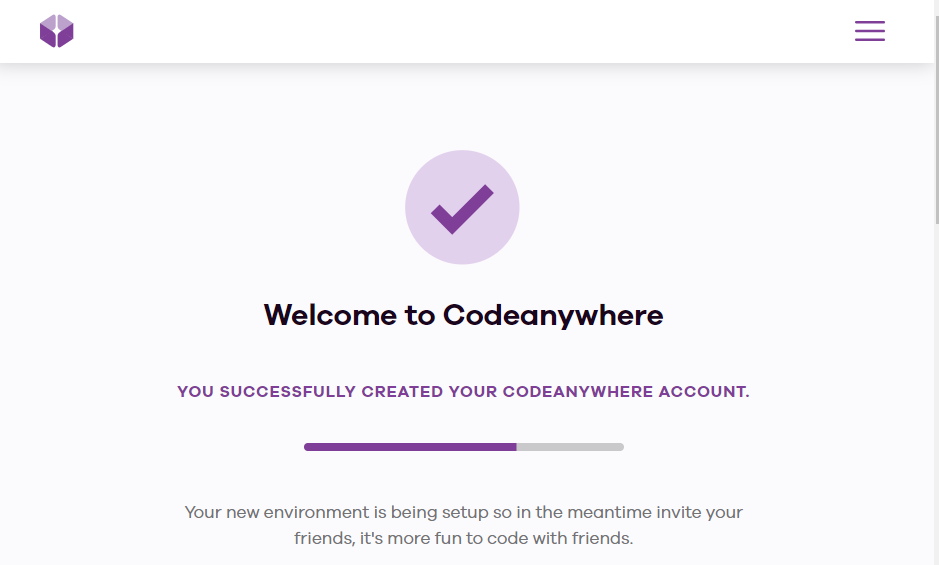 Welcome to Codeanywhere
YOU SUCCESSFULLY CREATED YOUR CODEANYWHERE ACCOUNT.
Your new environment is being setup so in the meantime invite your
friends, it's more fun to code with friends.